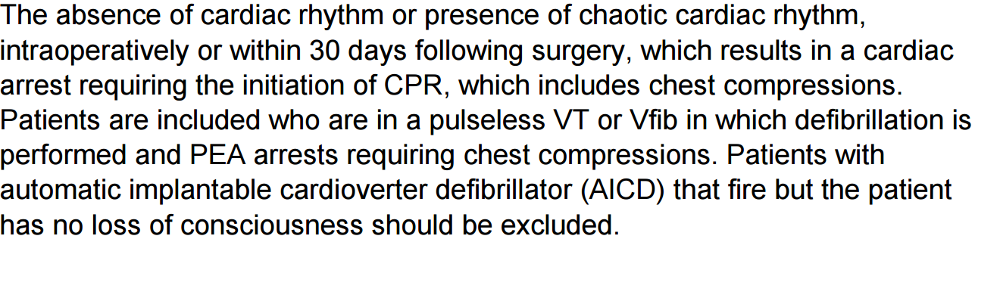 The absence of cardiac rhythm or presence of chaotic cardiac rhythm,
intraoperatively or within 30 days following surgery, which results in a cardiac
arrest requiring the initiation of CPR, which includes chest compressions.
Patients are included who are in a pulseless VT or Vfib in which defibrillation is
performed and PEA arrests requiring chest compressions. Patients with
automatic implantable cardioverter defibrillator (AICD) that fire but the patient
has no loss of consciousness should be excluded.